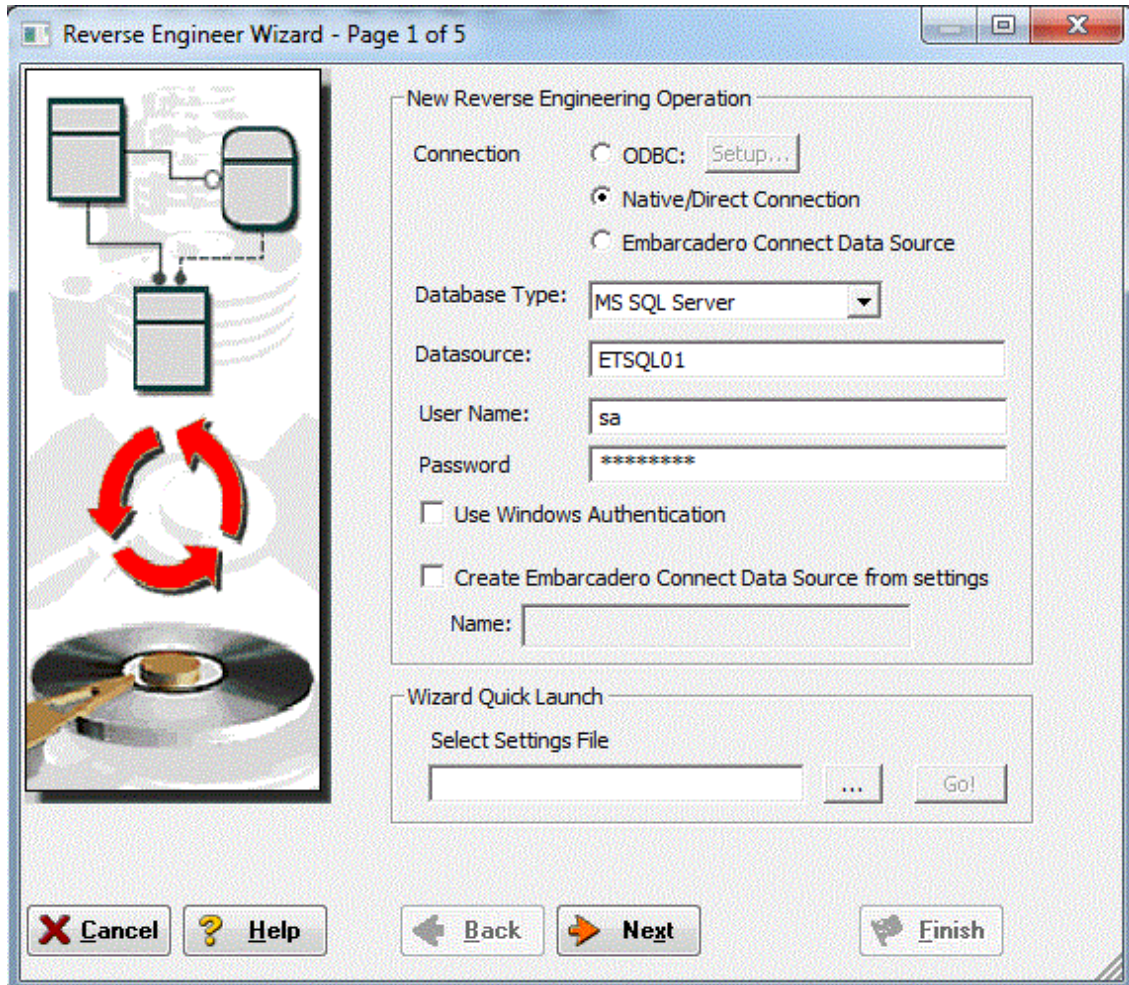 Reverse Engineer Wizard - Page 1 of 5
New Reverse Engineering Operation
Connection
ODBC: Setup...
Native/Direct Connection
Embarcadero Connect Data Source
Database Type: MS SQL Server
Datasource: ETSQL01
User Name: sa
Password ********
Use Windows Authentication
Create Embarcadero Connect Data Source from settings
Name:
Wizard Quick Launch
Select Settings File
... Go!
Cancel ? Help Back Next Finish